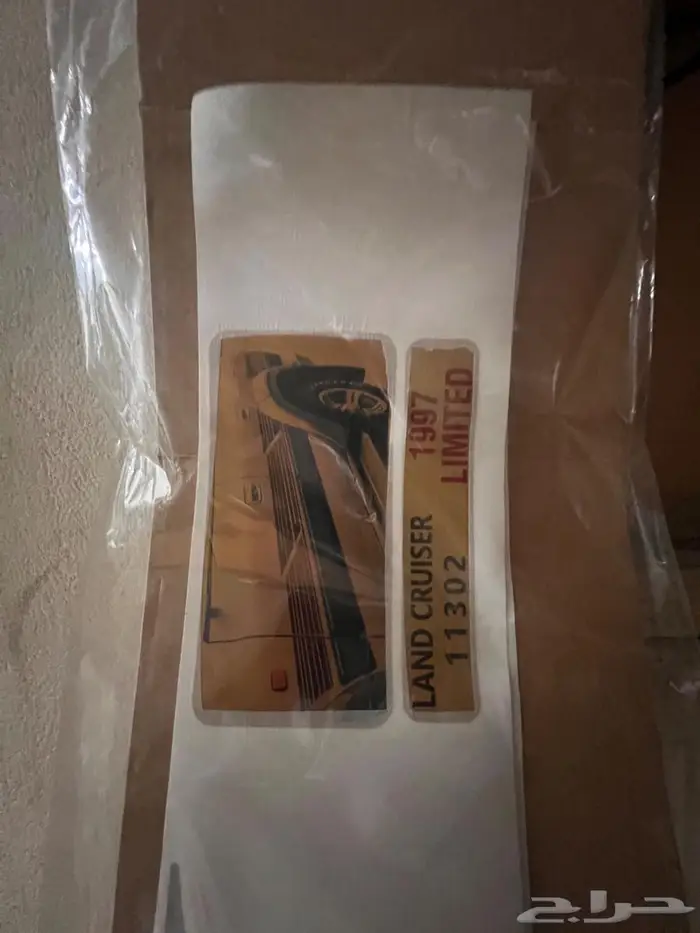 1997
LIMITED
LAND CRUISER
11302
حراج